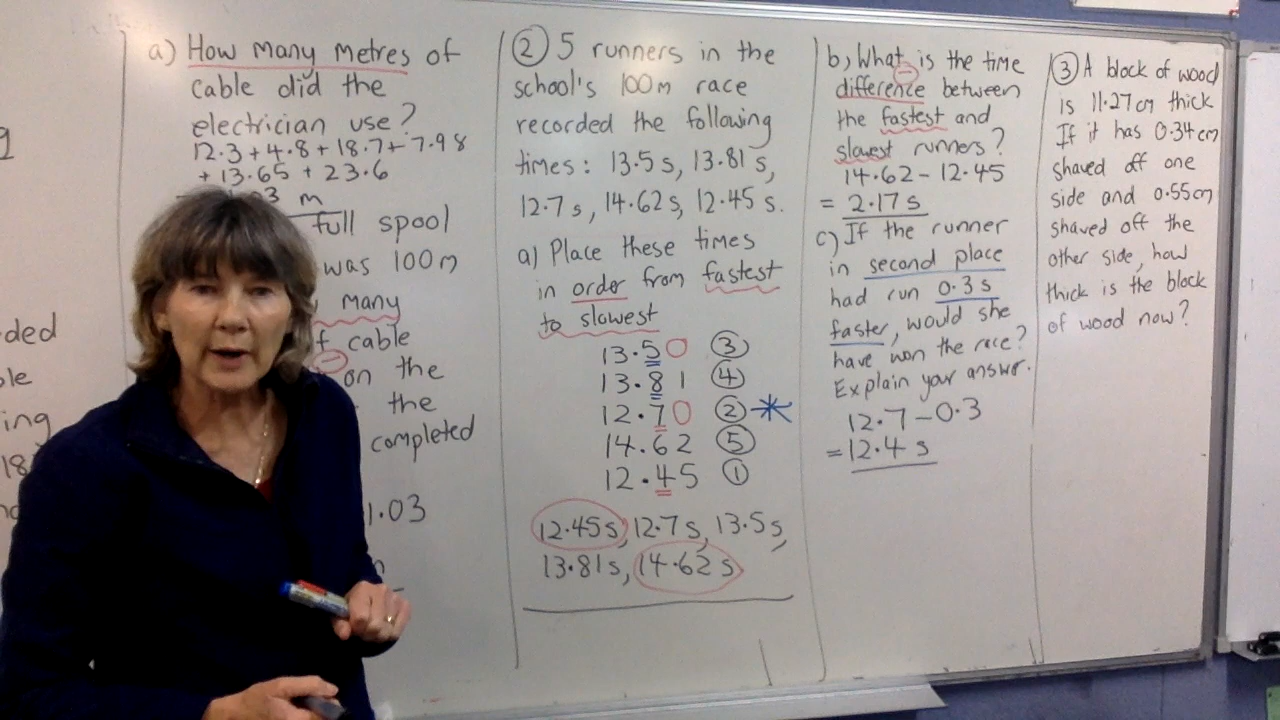 a) How many metres of
cable did the
electrician use?
12.3 + 4.8 + 18.7 + 7.98
+ 13.65 + 23.6
.03 m
full spool
was 100m
many
cable
on the
the
completed
1.03
ded
ing
18
② 5 runners in the
school's 100m race
recorded the following
times: 13.5 s, 13.81 s,
12.7 s, 14.62 s, 12.45 s.
a) Place these times
in order from fastest
to slowest
13.50 ③
13.81 ④
12.70 ② *
14.62 ⑤
12.45 ①
12.45 s, 12.7 s, 13.5 s,
13.81 s, 14.62 s
b) What is the time
difference between
the fastest and
slowest runners?
14.62 - 12.45
= 2.17 s
c) If the runner
in second place
had run 0.3 s
faster, would she
have won the race?
Explain your answer.
12.7 - 0.3
= 12.4 s
③ A block of wood
is 11.27cm thick
If it has 0.34cm
shaved off one
side and 0.55cm
shaved off the
other side, how
thick is the block
of wood now?